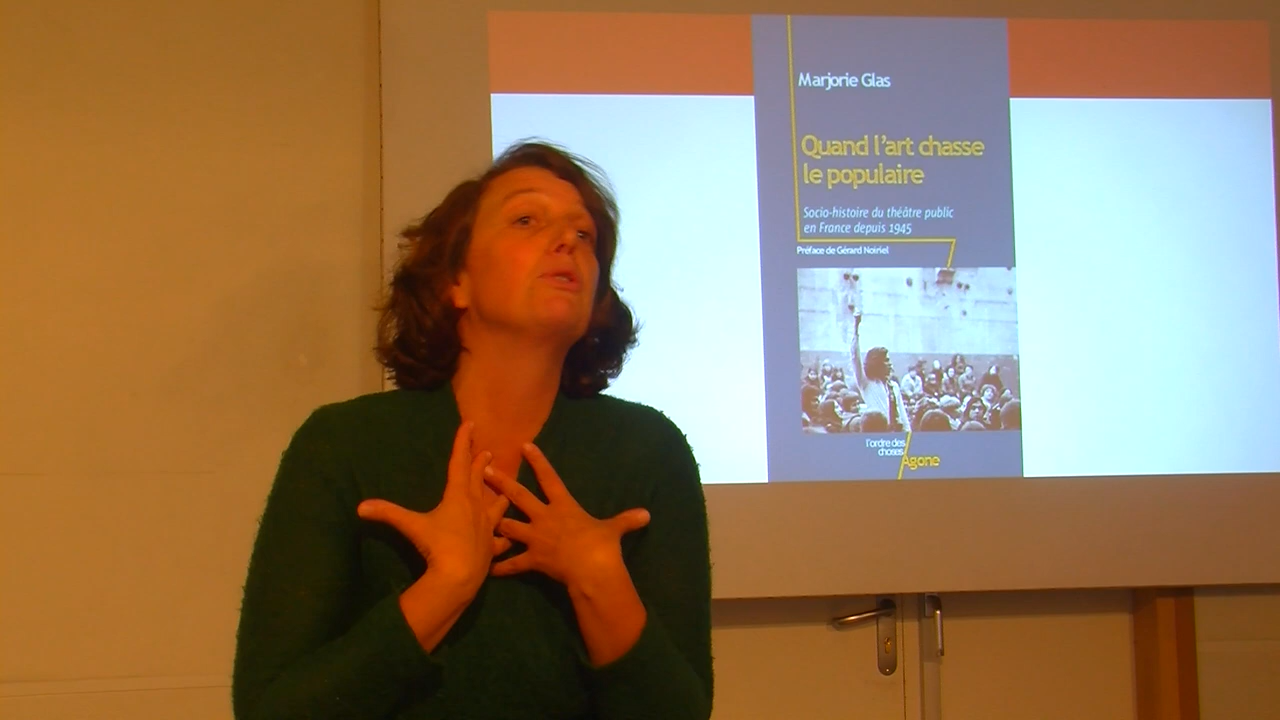 Marjorie Glas
Quand l'art chasse
le populaire
Socio-histoire du théâtre public
en France depuis 1945
Préface de Gérard Noiriel
l'ordre des
choses
Agone